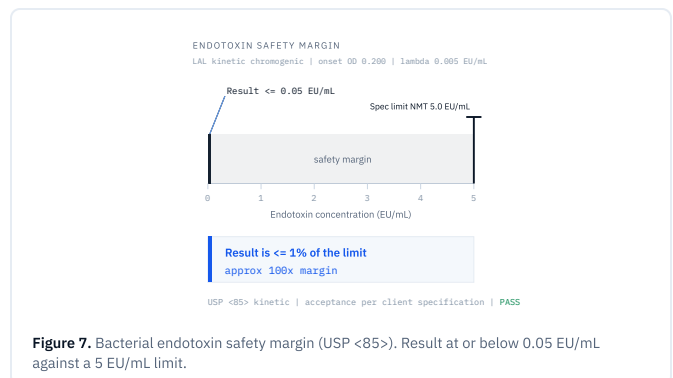 ENDOTOXIN SAFETY MARGIN
LAL kinetic chromogenic | onset OD 0.200 | lambda 0.005 EU/mL
Result <= 0.05 EU/mL
Spec limit NMT 5.0 EU/mL
safety margin
0 1 2 3 4 5
Endotoxin concentration (EU/mL)
Result is <= 1% of the limit
approx 100x margin
USP <85> kinetic | acceptance per client specification | PASS
Figure 7. Bacterial endotoxin safety margin (USP <85>). Result at or below 0.05 EU/mL
against a 5 EU/mL limit.